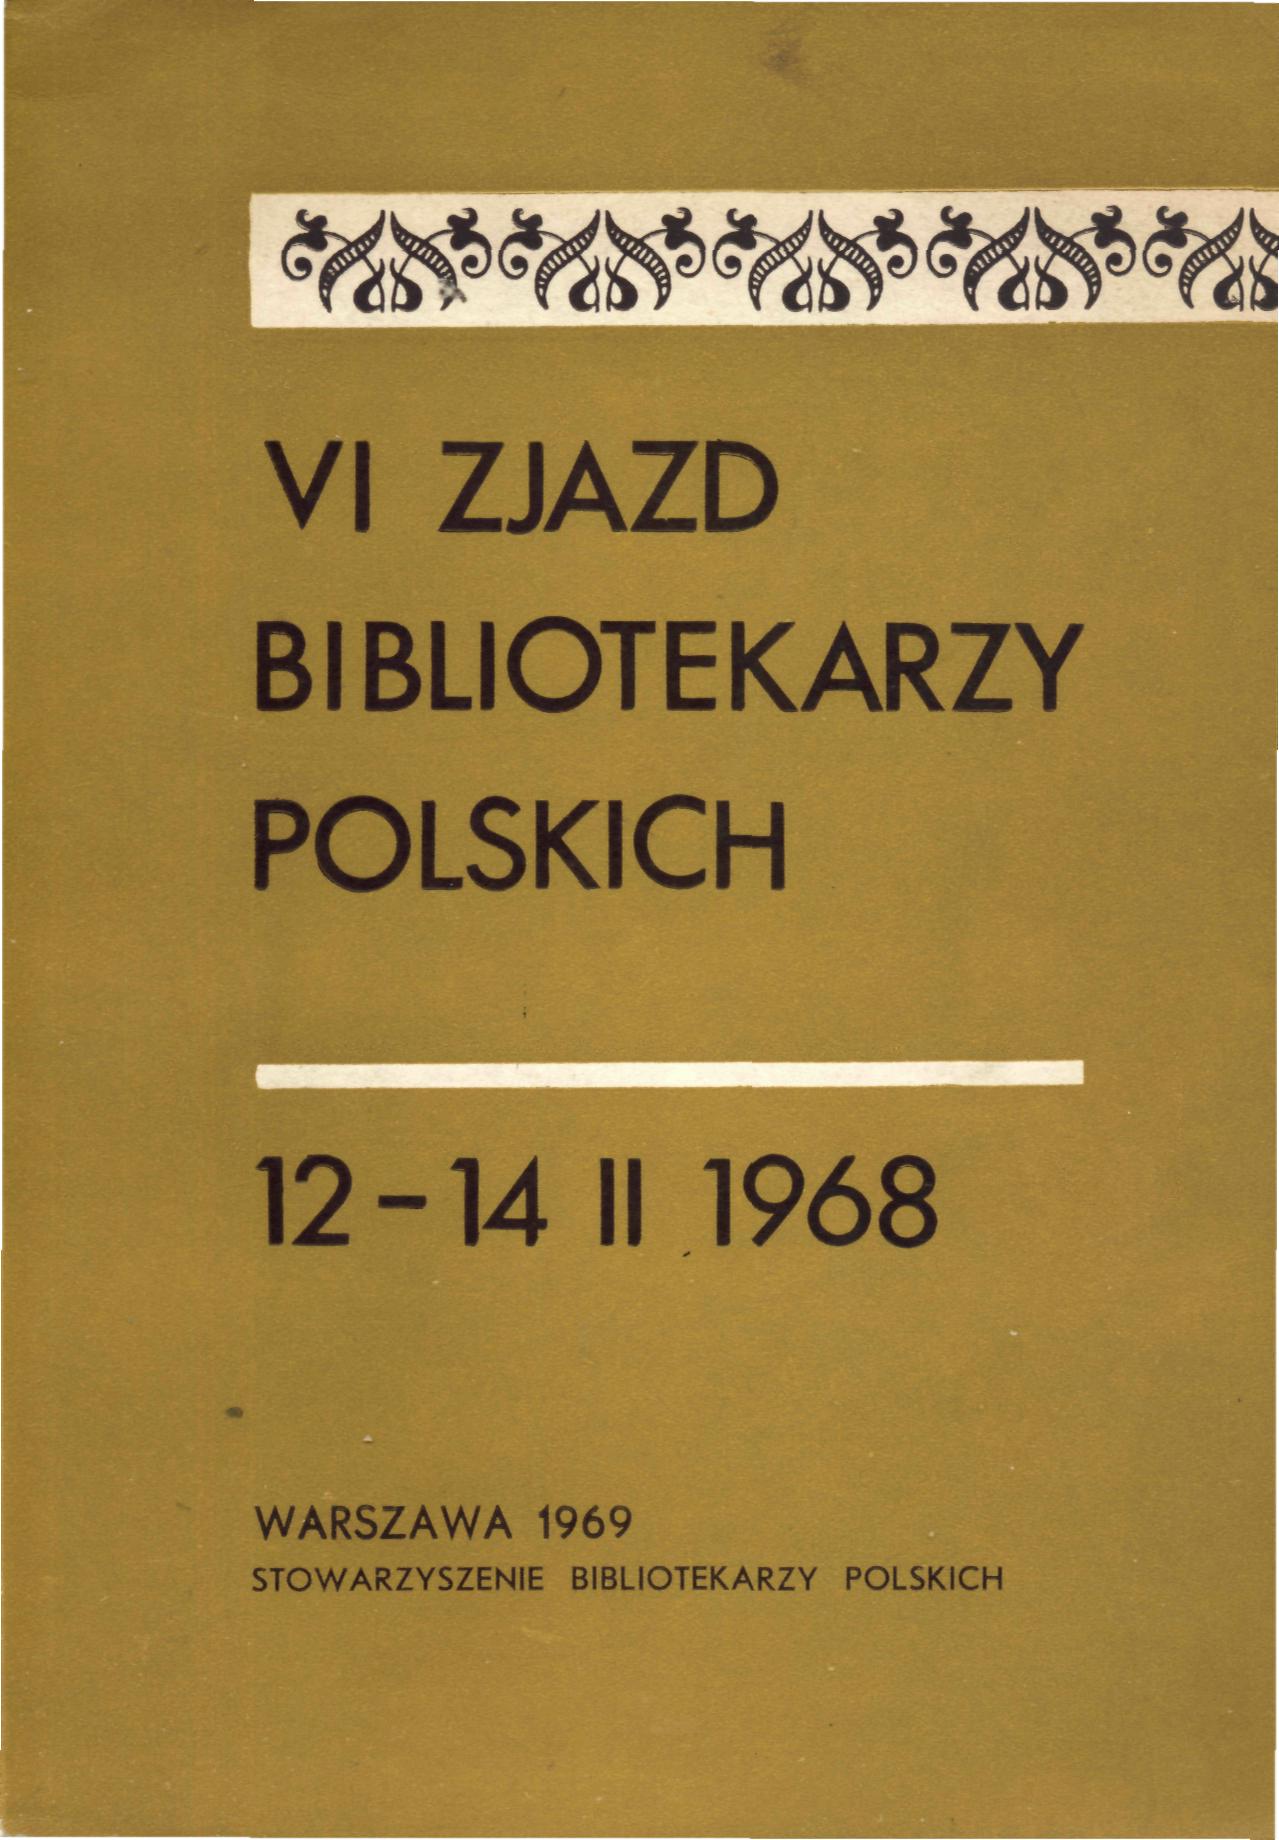 VI ZJAZD
BIBLIOTEKARZY
POLSKICH
12-14 II 1968
WARSZAWA 1969
STOWARZYSZENIE BIBLIOTEKARZY POLSKICH